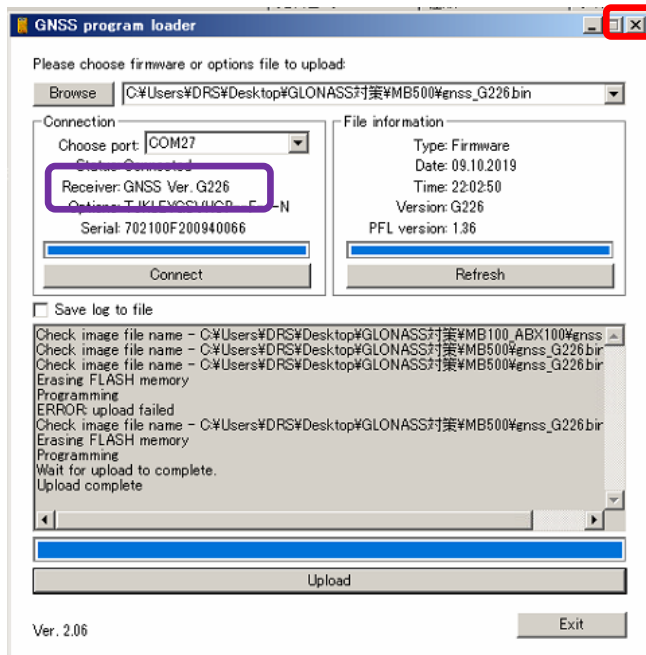 GNSS program loader
Please choose firmware or options file to upload:
Browse C:¥Users¥DRS¥Desktop¥GLONASS対策¥MB500¥gnss_G226.bin
Connection
Choose port: COM27
Receiver: GNSS Ver. G226
Serial: 702100F200940066
Connect
File information
Type: Firmware
Date: 09.10.2019
Time: 22:02:50
Version: G226
PFL version: 1.36
Refresh
Save log to file
Check image file name - C:¥Users¥DRS¥Desktop¥GLONASS対策¥MB100_ABX100¥gnss
Check image file name - C:¥Users¥DRS¥Desktop¥GLONASS対策¥MB500¥gnss_G226.bin
Check image file name - C:¥Users¥DRS¥Desktop¥GLONASS対策¥MB500¥gnss_G226.bin
Erasing FLASH memory
Programming
ERROR: upload failed
Check image file name - C:¥Users¥DRS¥Desktop¥GLONASS対策¥MB500¥gnss_G226.bir
Erasing FLASH memory
Programming
Wait for upload to complete.
Upload complete
Upload
Ver. 2.06
Exit